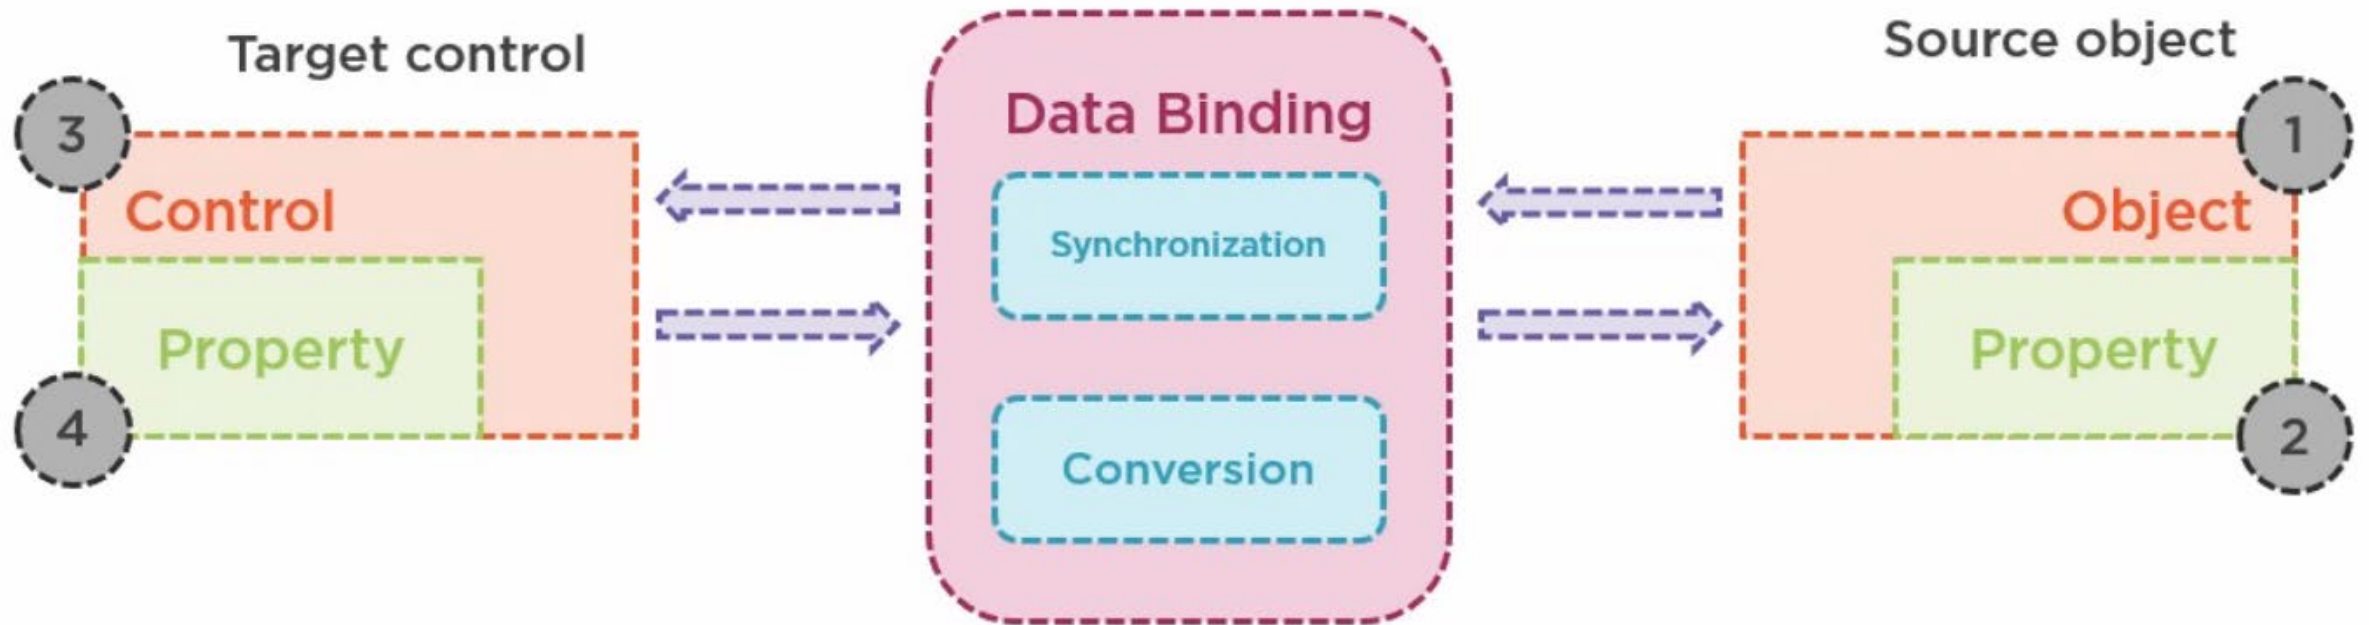 Target control
3
Control
Property
4
Data Binding
Synchronization
Conversion
Source object
1
Object
Property
2